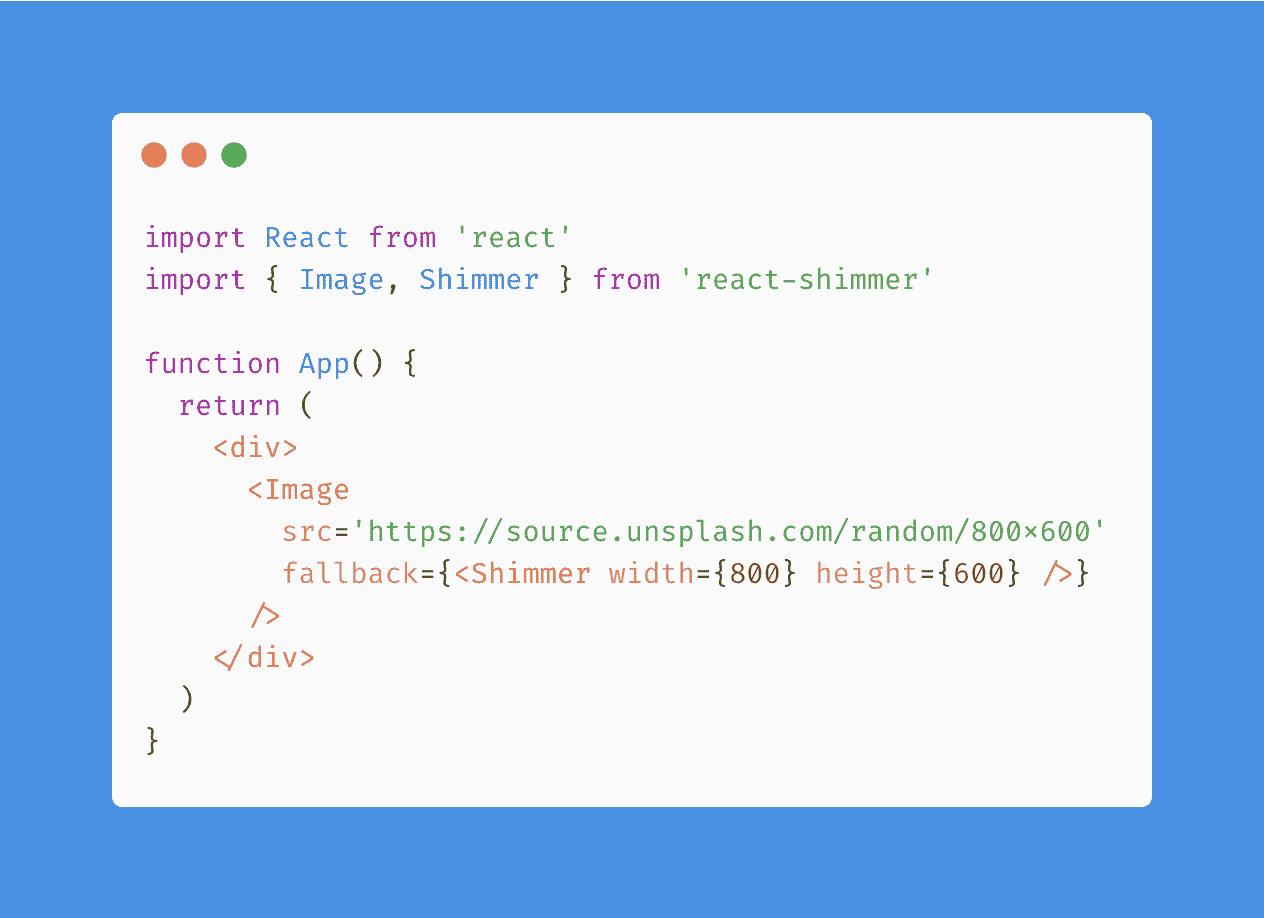 import React from 'react'
import { Image, Shimmer } from 'react-shimmer'
function App() {
return (
<div>
<Image
src='https://source.unsplash.com/random/800x600'
fallback={<Shimmer width={800} height={600} />}
/>
</div>
)
}